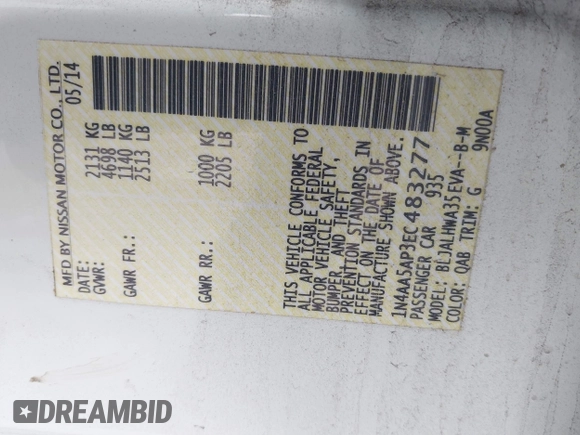 MFD BY NISSAN MOTOR CO., LTD.
DATE: 05/14
GVWR: 2131 KG
4698 LB
GAWR FR.: 1140 KG
2513 LB
GAWR RR.: 1000 KG
2205 LB
THIS VEHICLE CONFORMS TO
ALL APPLICABLE FEDERAL
MOTOR VEHICLE SAFETY,
BUMPER, AND THEFT
PREVENTION STANDARDS IN
EFFECT ON THE DATE OF
MANUFACTURE SHOWN ABOVE.
1N4AA5AP3EC483277
PASSENGER CAR 935
MODEL: BLJALHWA35EVA--B-M
COLOR: QAB TRIM: G 9N00A
DREAMBID